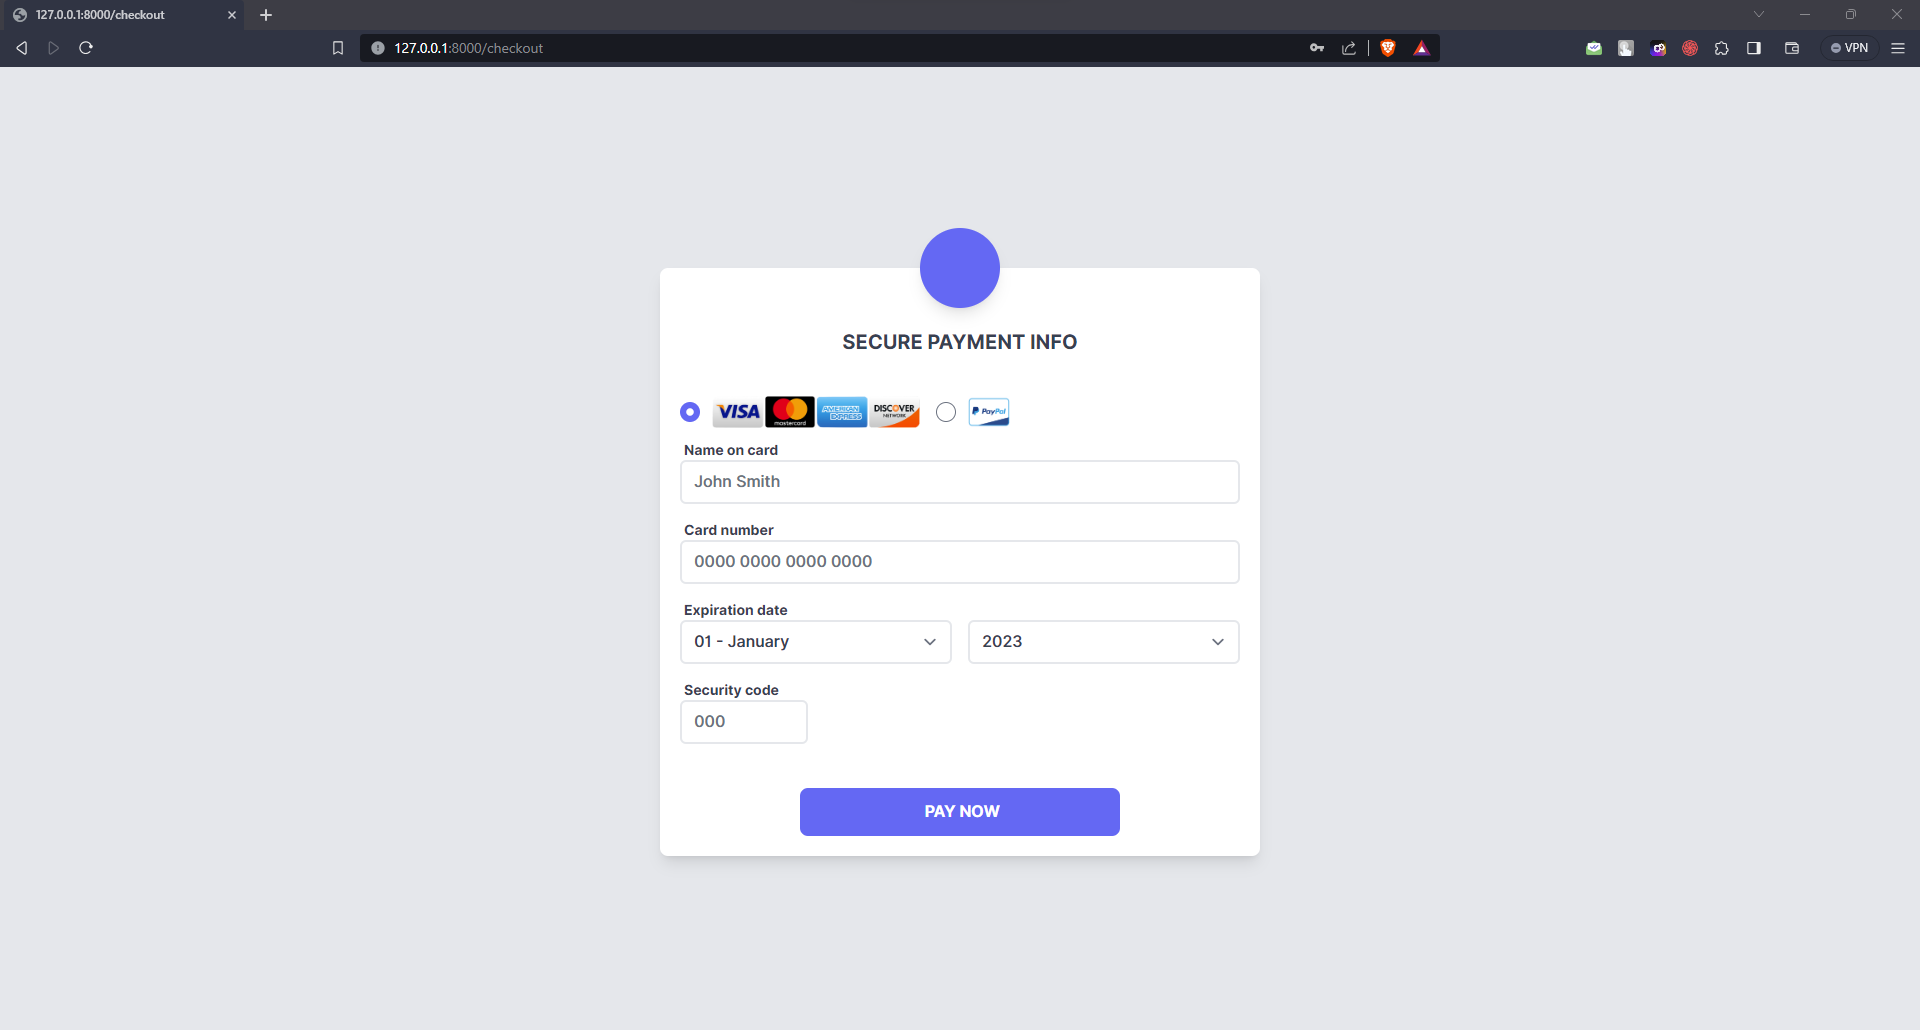 127.0.0.1:8000/checkout
127.0.0.1:8000/checkout
VPN
SECURE PAYMENT INFO
VISA mastercard AMERICAN EXPRESS DISCOVER NETWORK PayPal
Name on card
John Smith
Card number
0000 0000 0000 0000
Expiration date
01 - January 2023
Security code
000
PAY NOW